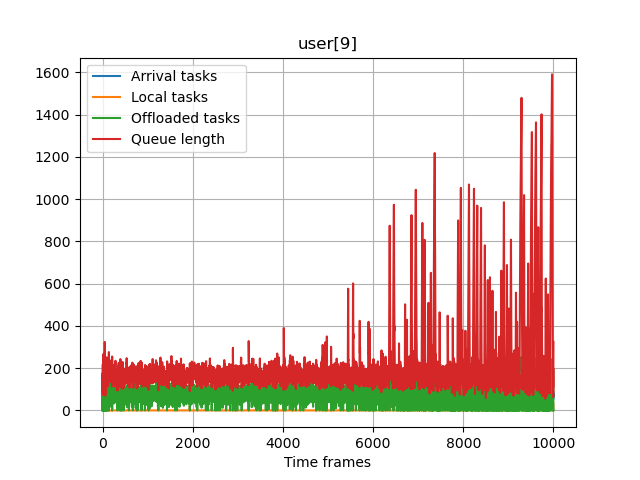 user[9]
Arrival tasks
Local tasks
Offloaded tasks
Queue length
1600
1400
1200
1000
800
600
400
200
0
0 2000 4000 6000 8000 10000
Time frames